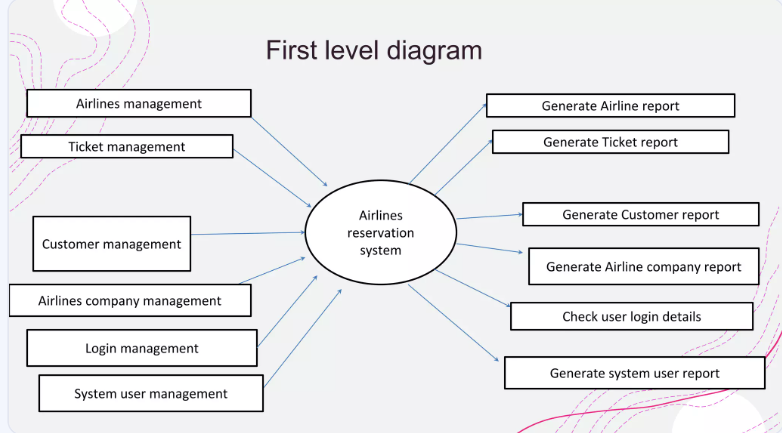 First level diagram
Airlines management
Ticket management
Customer management
Airlines company management
Login management
System user management
Airlines
reservation
system
Generate Airline report
Generate Ticket report
Generate Customer report
Generate Airline company report
Check user login details
Generate system user report